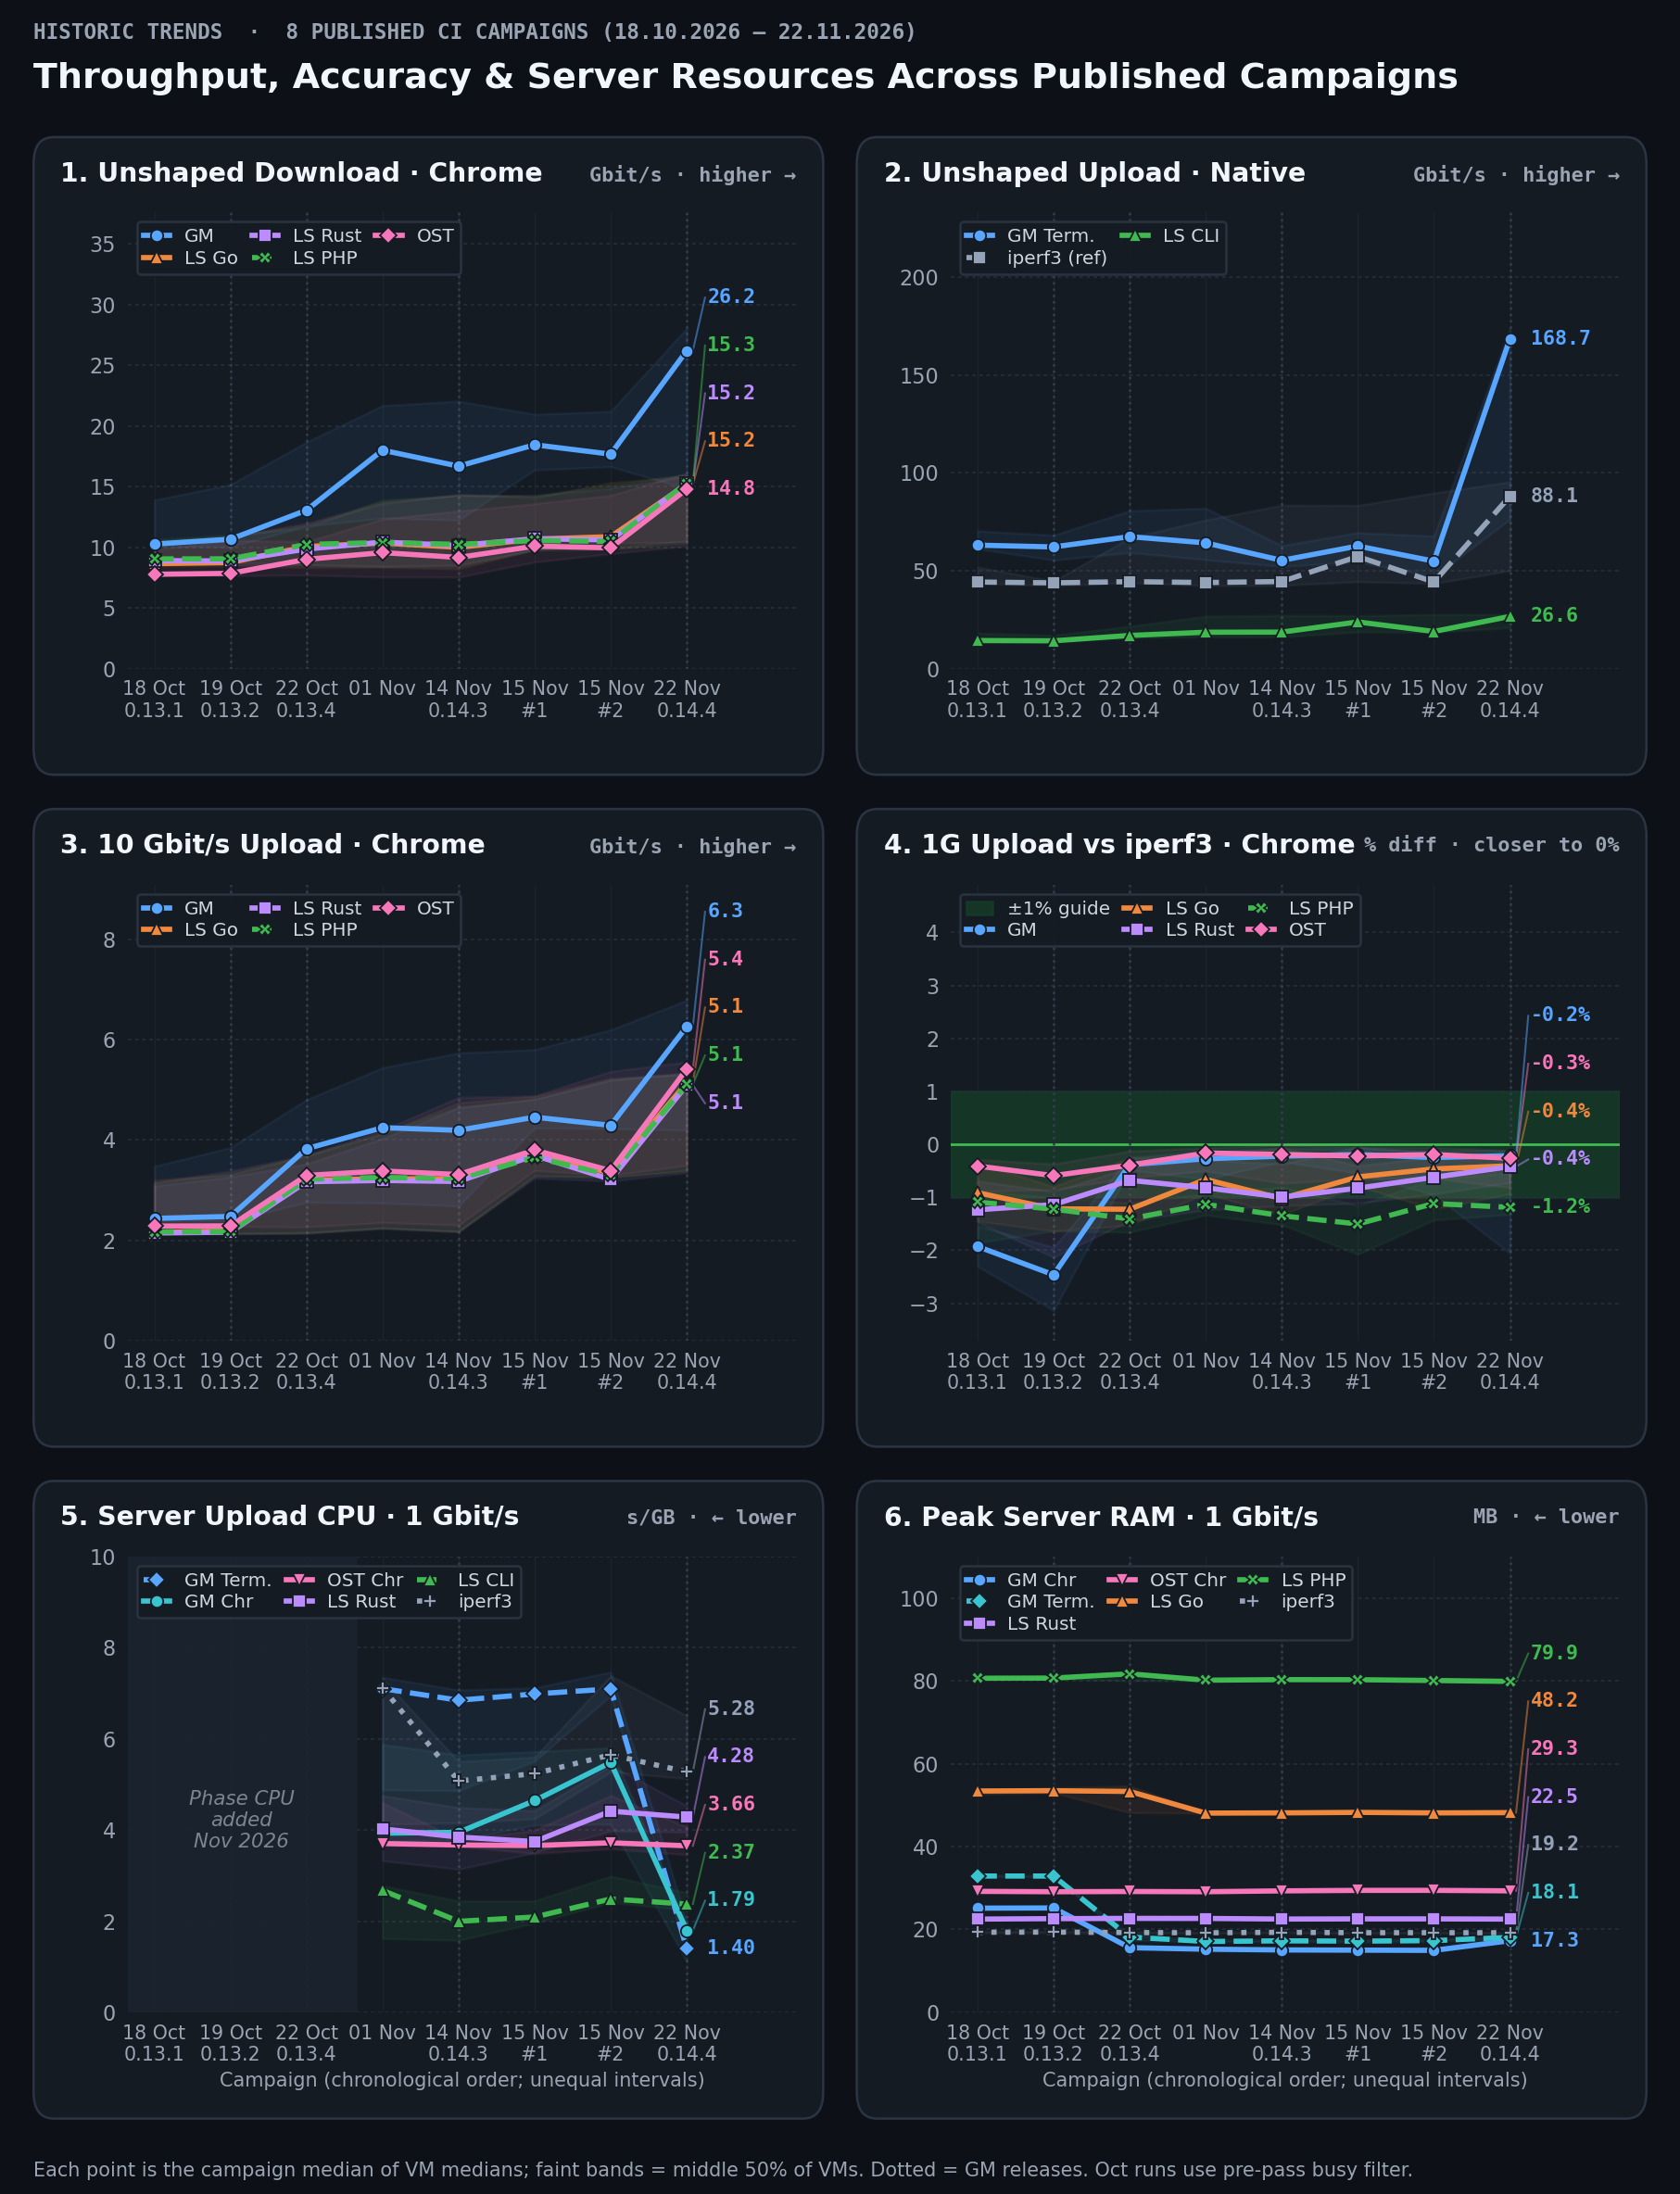 HISTORIC TRENDS · 8 PUBLISHED CI CAMPAIGNS (18.10.2026 — 22.11.2026)
Throughput, Accuracy & Server Resources Across Published Campaigns
1. Unshaped Download · Chrome
Gbit/s · higher →
GM
LS Rust
OST
LS Go
LS PHP
35
30
25
20
15
10
5
0
26.2
15.3
15.2
15.2
14.8
18 Oct 19 Oct 22 Oct 01 Nov 14 Nov 15 Nov 15 Nov 22 Nov
0.13.1 0.13.2 0.13.4 0.14.3 #1 #2 0.14.4
2. Unshaped Upload · Native
Gbit/s · higher →
GM Term.
LS CLI
iperf3 (ref)
200
150
100
50
0
168.7
88.1
26.6
18 Oct 19 Oct 22 Oct 01 Nov 14 Nov 15 Nov 15 Nov 22 Nov
0.13.1 0.13.2 0.13.4 0.14.3 #1 #2 0.14.4
3. 10 Gbit/s Upload · Chrome
Gbit/s · higher →
GM
LS Rust
OST
LS Go
LS PHP
8
6
4
2
0
6.3
5.4
5.1
5.1
5.1
18 Oct 19 Oct 22 Oct 01 Nov 14 Nov 15 Nov 15 Nov 22 Nov
0.13.1 0.13.2 0.13.4 0.14.3 #1 #2 0.14.4
4. 1G Upload vs iperf3 · Chrome
% diff · closer to 0%
±1% guide
LS Go
LS PHP
GM
LS Rust
OST
4
3
2
1
0
−1
−2
−3
-0.2%
-0.3%
-0.4%
-0.4%
-1.2%
18 Oct 19 Oct 22 Oct 01 Nov 14 Nov 15 Nov 15 Nov 22 Nov
0.13.1 0.13.2 0.13.4 0.14.3 #1 #2 0.14.4
5. Server Upload CPU · 1 Gbit/s
s/GB · ← lower
GM Term.
OST Chr
LS CLI
GM Chr
LS Rust
iperf3
10
8
6
4
2
0
Phase CPU
added
Nov 2026
5.28
4.28
3.66
2.37
1.79
1.40
18 Oct 19 Oct 22 Oct 01 Nov 14 Nov 15 Nov 15 Nov 22 Nov
0.13.1 0.13.2 0.13.4 0.14.3 #1 #2 0.14.4
Campaign (chronological order; unequal intervals)
6. Peak Server RAM · 1 Gbit/s
MB · ← lower
GM Chr
OST Chr
LS PHP
GM Term.
LS Go
iperf3
LS Rust
100
80
60
40
20
0
79.9
48.2
29.3
22.5
19.2
18.1
17.3
18 Oct 19 Oct 22 Oct 01 Nov 14 Nov 15 Nov 15 Nov 22 Nov
0.13.1 0.13.2 0.13.4 0.14.3 #1 #2 0.14.4
Campaign (chronological order; unequal intervals)
Each point is the campaign median of VM medians; faint bands = middle 50% of VMs. Dotted = GM releases. Oct runs use pre-pass busy filter.